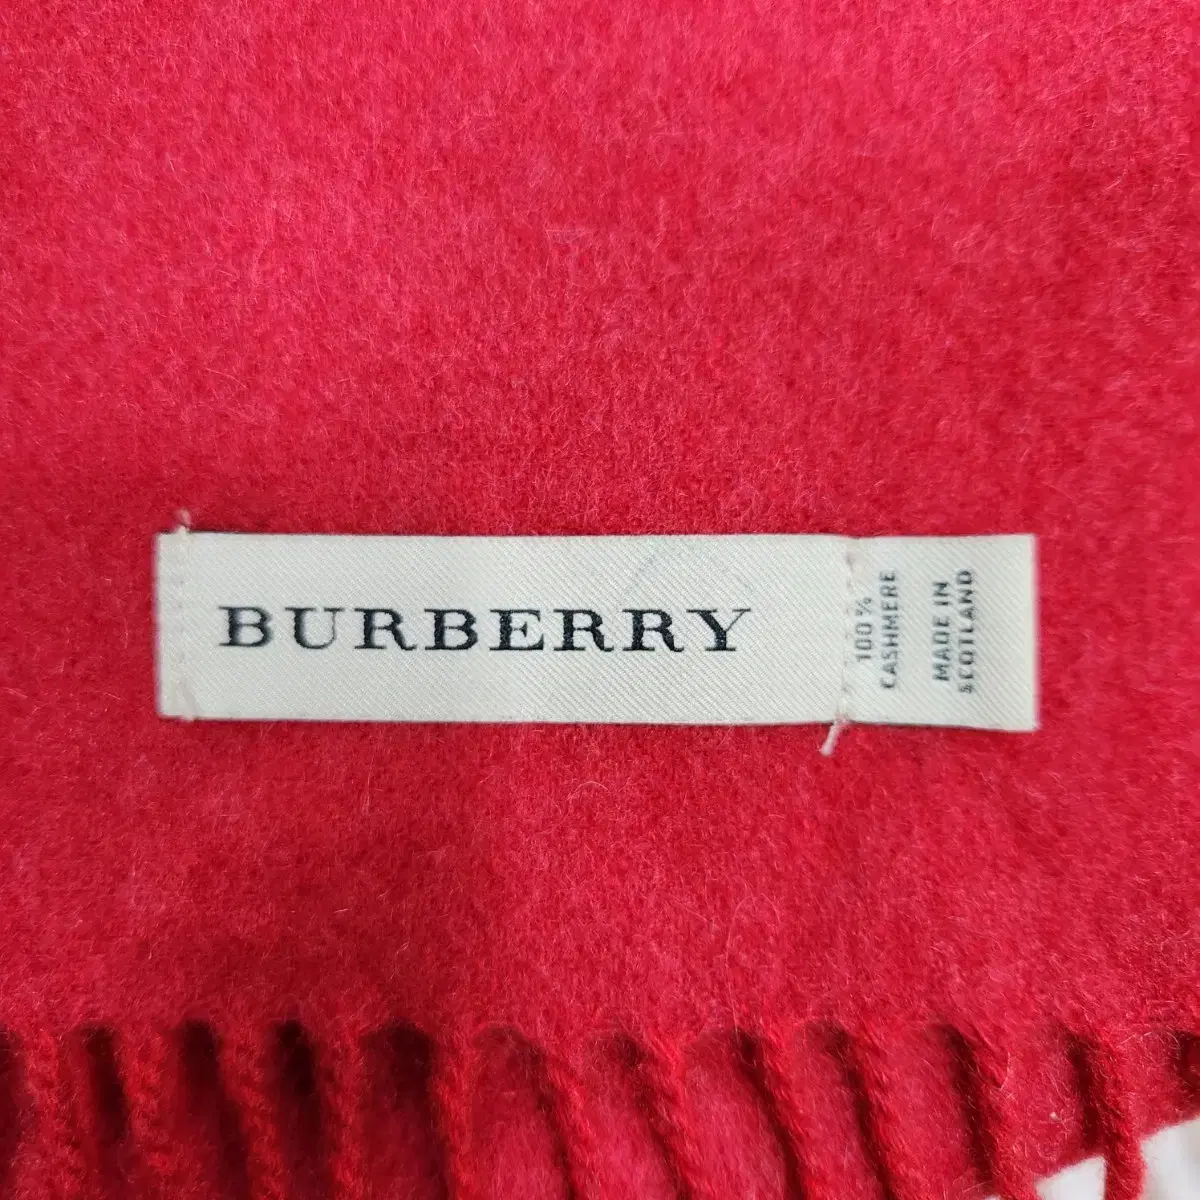 BURBERRY
100%
CASHMERE
MADE IN
SCOTLAND